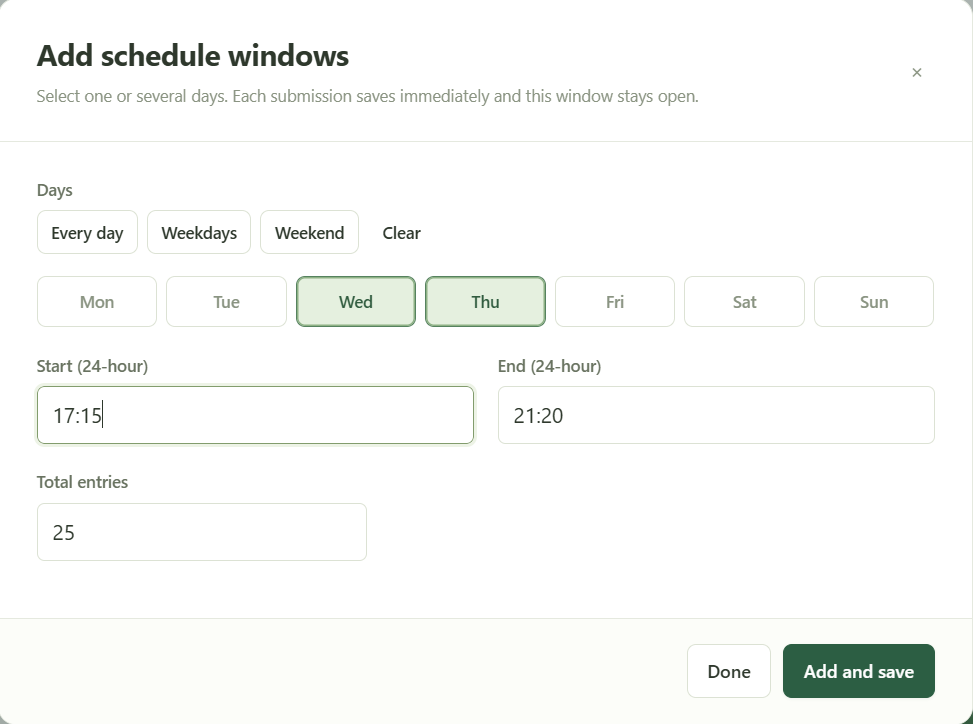 Add schedule windows
×
Select one or several days. Each submission saves immediately and this window stays open.
Days
Every day Weekdays Weekend Clear
Mon Tue Wed Thu Fri Sat Sun
Start (24-hour) End (24-hour)
17:15 21:20
Total entries
25
Done Add and save